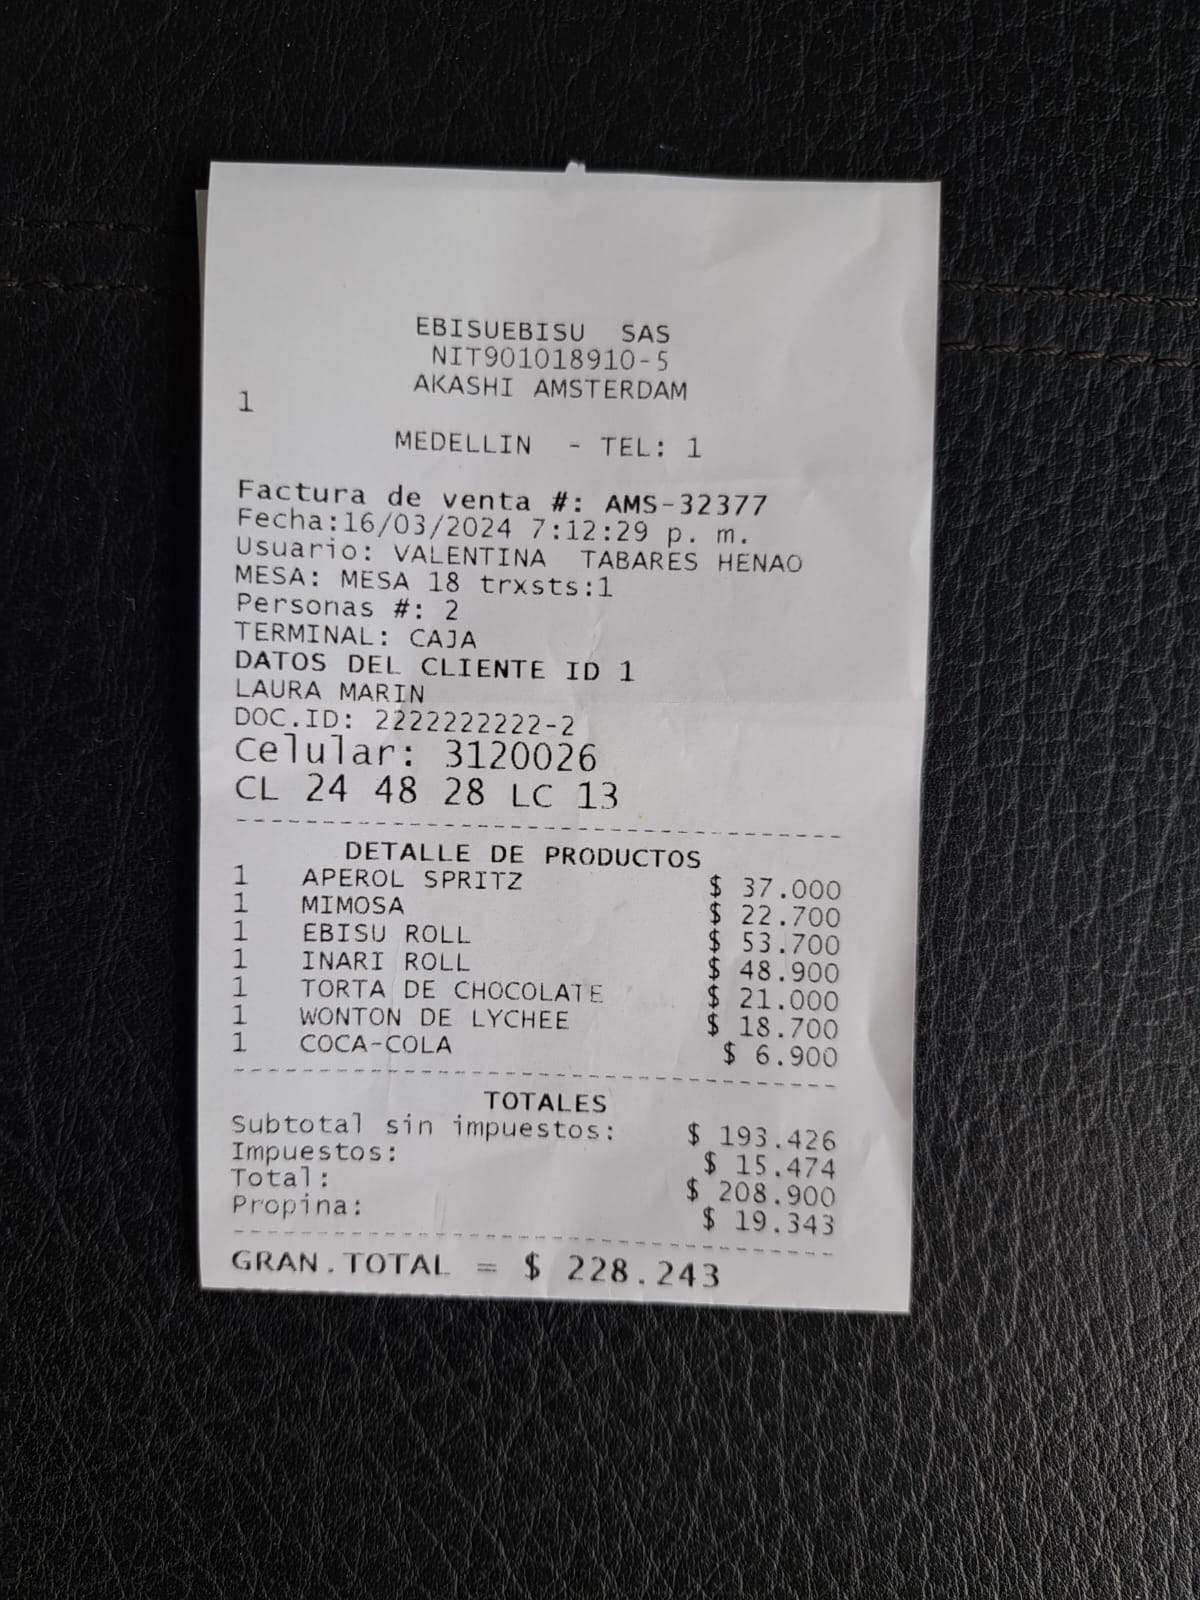 EBISUEBISU SAS
NIT901018910-5
AKASHI AMSTERDAM
1
MEDELLIN - TEL: 1
Factura de venta #: AMS-32377
Fecha:16/03/2024 7:12:29 p. m.
Usuario: VALENTINA TABARES HENAO
MESA: MESA 18 trxsts:1
Personas #: 2
TERMINAL: CAJA
DATOS DEL CLIENTE ID 1
LAURA MARIN
DOC.ID: 2222222222-2
Celular: 3120026
CL 24 48 28 LC 13
DETALLE DE PRODUCTOS
1 APEROL SPRITZ $ 37.000
1 MIMOSA $ 22.700
1 EBISU ROLL $ 53.700
1 INARI ROLL $ 48.900
1 TORTA DE CHOCOLATE $ 21.000
1 WONTON DE LYCHEE $ 18.700
1 COCA-COLA $ 6.900
TOTALES
Subtotal sin impuestos: $ 193.426
Impuestos: $ 15.474
Total: $ 208.900
Propina: $ 19.343
GRAN.TOTAL = $ 228.243